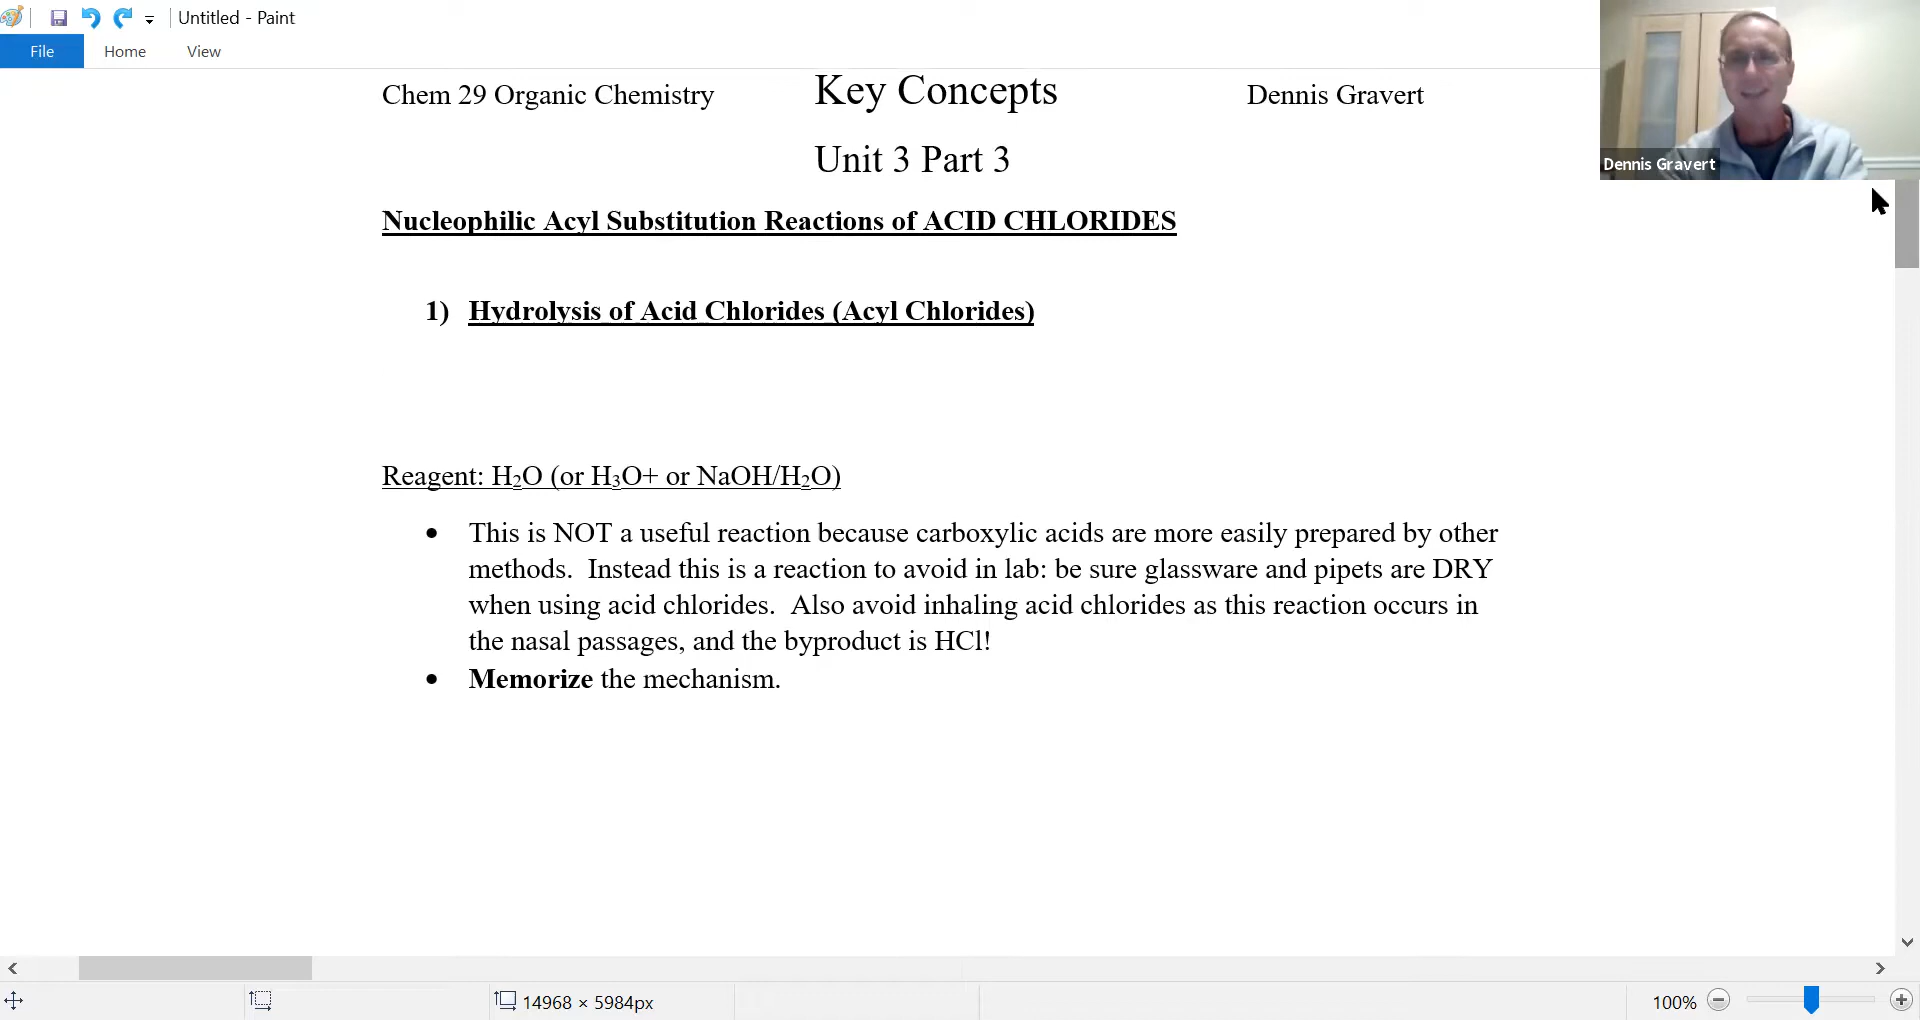 Untitled - Paint
File Home View
Chem 29 Organic Chemistry Key Concepts Dennis Gravert
Dennis Gravert
Unit 3 Part 3
Nucleophilic Acyl Substitution Reactions of ACID CHLORIDES
1) Hydrolysis of Acid Chlorides (Acyl Chlorides)
Reagent: H₂O (or H₃O+ or NaOH/H₂O)
• This is NOT a useful reaction because carboxylic acids are more easily prepared by other
methods. Instead this is a reaction to avoid in lab: be sure glassware and pipets are DRY
when using acid chlorides. Also avoid inhaling acid chlorides as this reaction occurs in
the nasal passages, and the byproduct is HCl!
• Memorize the mechanism.
14968 × 5984px 100%